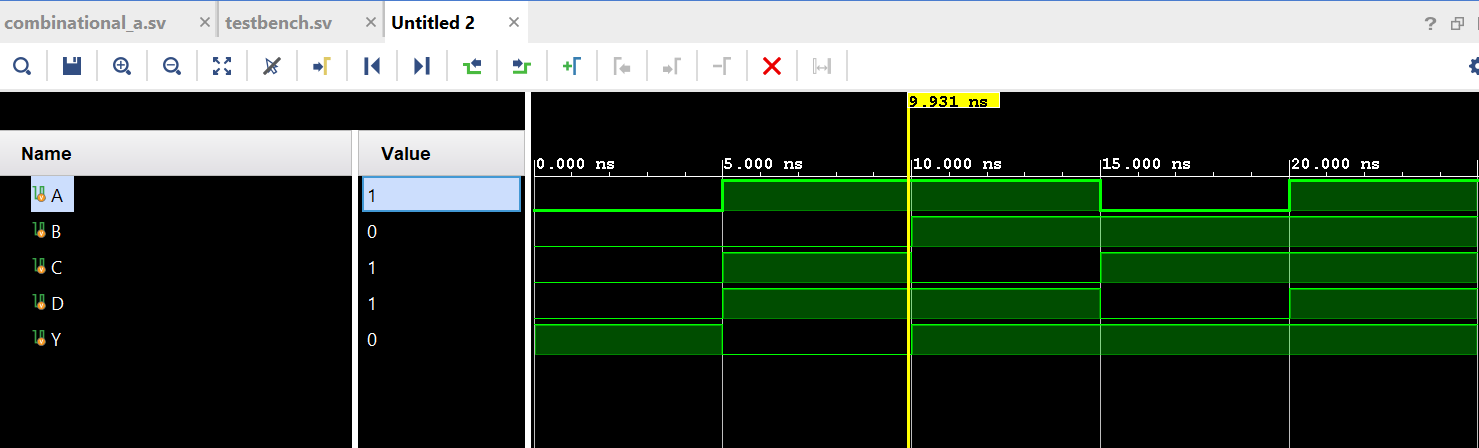 combinational_a.sv × testbench.sv × Untitled 2 ×
?
9.931 ns
Name Value
0.000 ns 5.000 ns 10.000 ns 15.000 ns 20.000 ns
A 1
B 0
C 1
D 1
Y 0